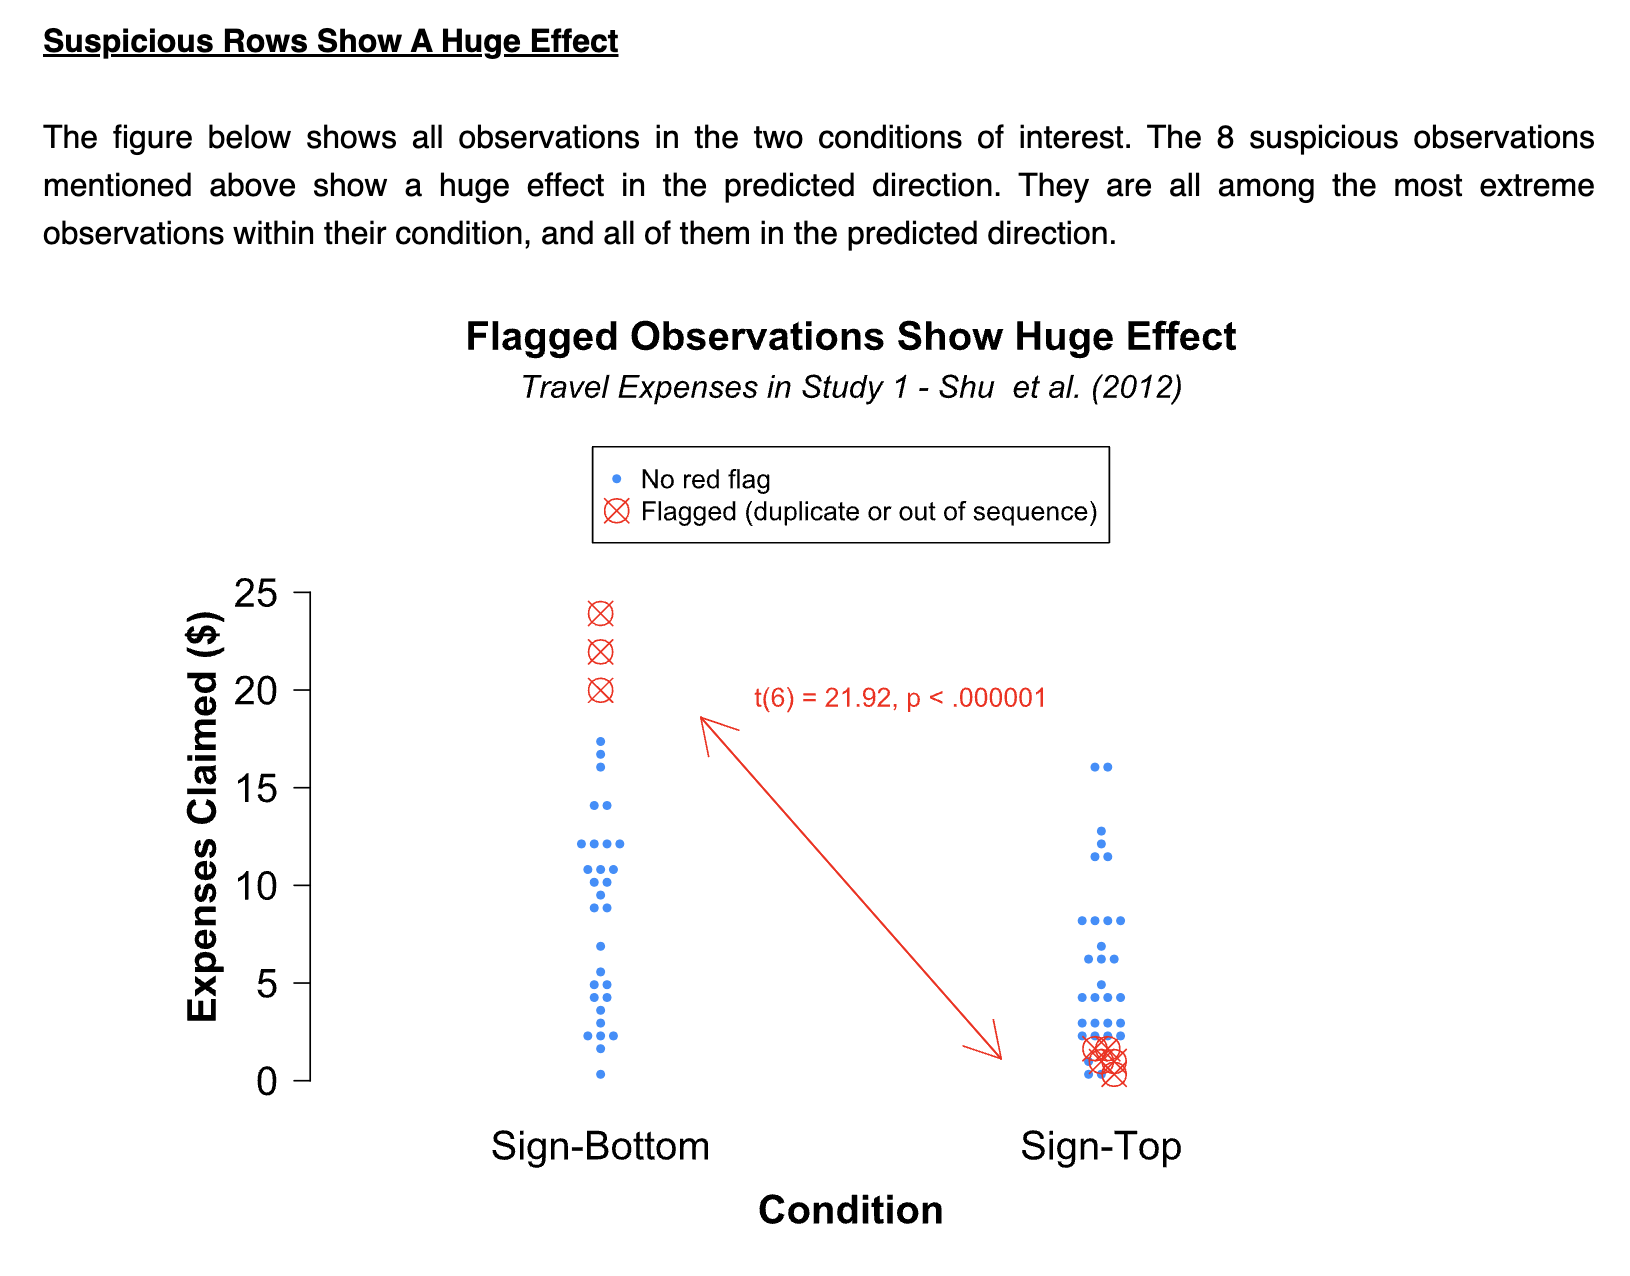 Suspicious Rows Show A Huge Effect
The figure below shows all observations in the two conditions of interest. The 8 suspicious observations
mentioned above show a huge effect in the predicted direction. They are all among the most extreme
observations within their condition, and all of them in the predicted direction.
Flagged Observations Show Huge Effect
Travel Expenses in Study 1 - Shu  et al. (2012)
No red flag
Flagged (duplicate or out of sequence)
Expenses Claimed ($)
25
20
15
10
5
0
t(6) = 21.92, p < .000001
Sign-Bottom
Sign-Top
Condition